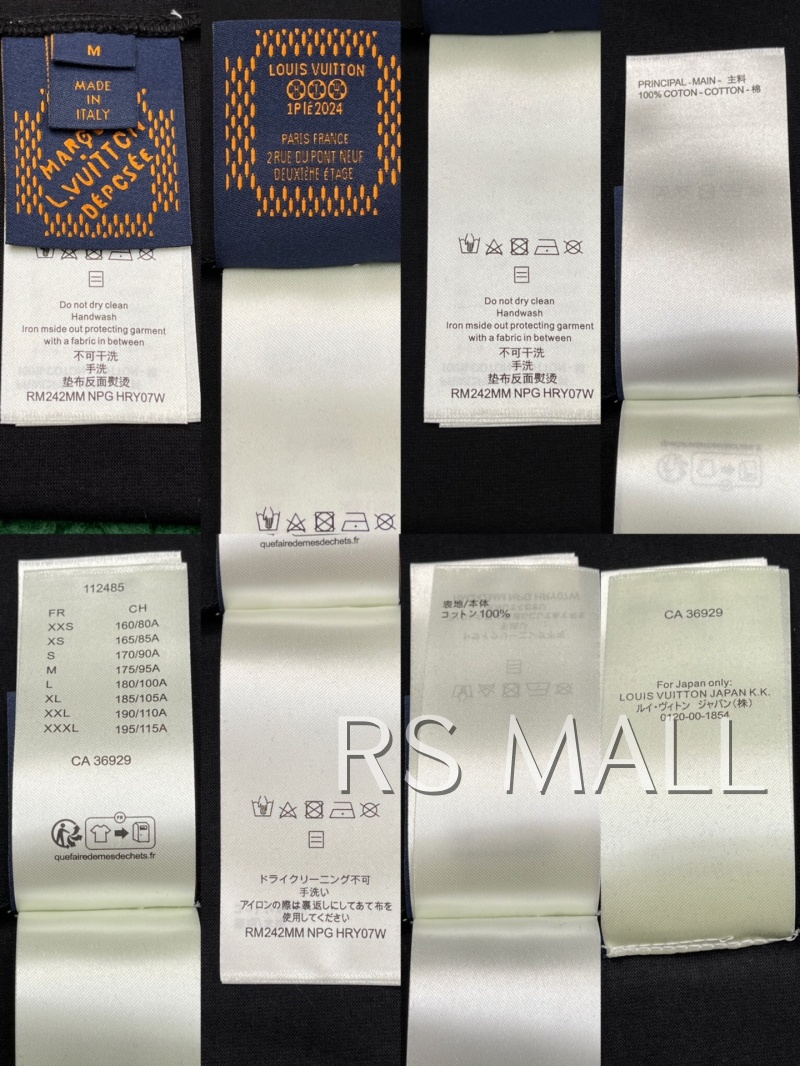 M
MADE
IN
ITALY
MARQUE
L.VUITTON
DÉPOSÉE
Do not dry clean
Handwash
Iron mside out protecting garment
with a fabric in between
不可干洗
手洗
垫布反面熨烫
RM242MM NPG HRY07W
LOUIS VUITTON
1PIÉ2024
PARIS FRANCE
2 RUE DU PONT NEUF
DEUXIÈME ÉTAGE
Do not dry clean
Handwash
Iron mside out protecting garment
with a fabric in between
不可干洗
手洗
垫布反面熨烫
RM242MM NPG HRY07W
PRINCIPAL - MAIN - 主料
100% COTON - COTTON - 棉
112485
FR CH
XXS 160/80A
XS 165/85A
S 170/90A
M 175/95A
L 180/100A
XL 185/105A
XXL 190/110A
XXXL 195/115A
CA 36929
FR
quefairedemesdechets.fr
quefairedemesdechets.fr
ドライクリーニング不可
手洗い
アイロンの際は裏返しにしてあて布を
使用してください
RM242MM NPG HRY07W
表地/本体
コットン100%
CA 36929
For Japan only:
LOUIS VUITTON JAPAN K.K.
ルイ・ヴィトン ジャパン(株)
0120-00-1854
RS MALL